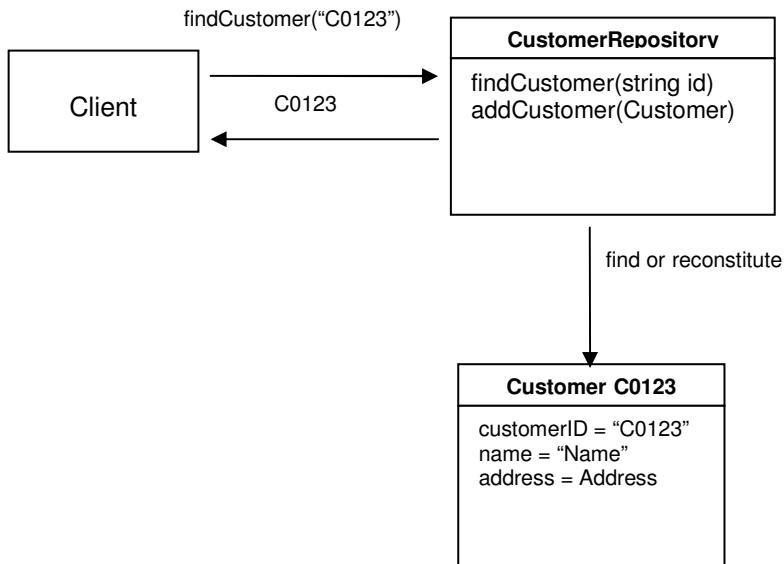 findCustomer(“C0123”)
CustomerRepository
findCustomer(string id)
addCustomer(Customer)
Client
C0123
find or reconstitute
Customer C0123
customerID = “C0123”
name = “Name”
address = Address